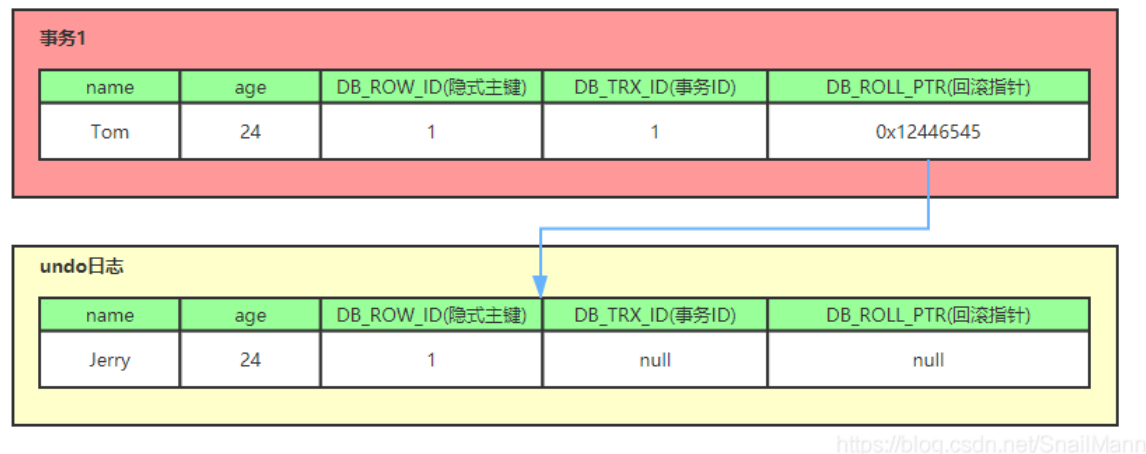 事务1
name age DB_ROW_ID(隐式主键) DB_TRX_ID(事务ID) DB_ROLL_PTR(回滚指针)
Tom 24 1 1 0x12446545
undo日志
name age DB_ROW_ID(隐式主键) DB_TRX_ID(事务ID) DB_ROLL_PTR(回滚指针)
Jerry 24 1 null null
https://blog.csdn.net/SnailMann